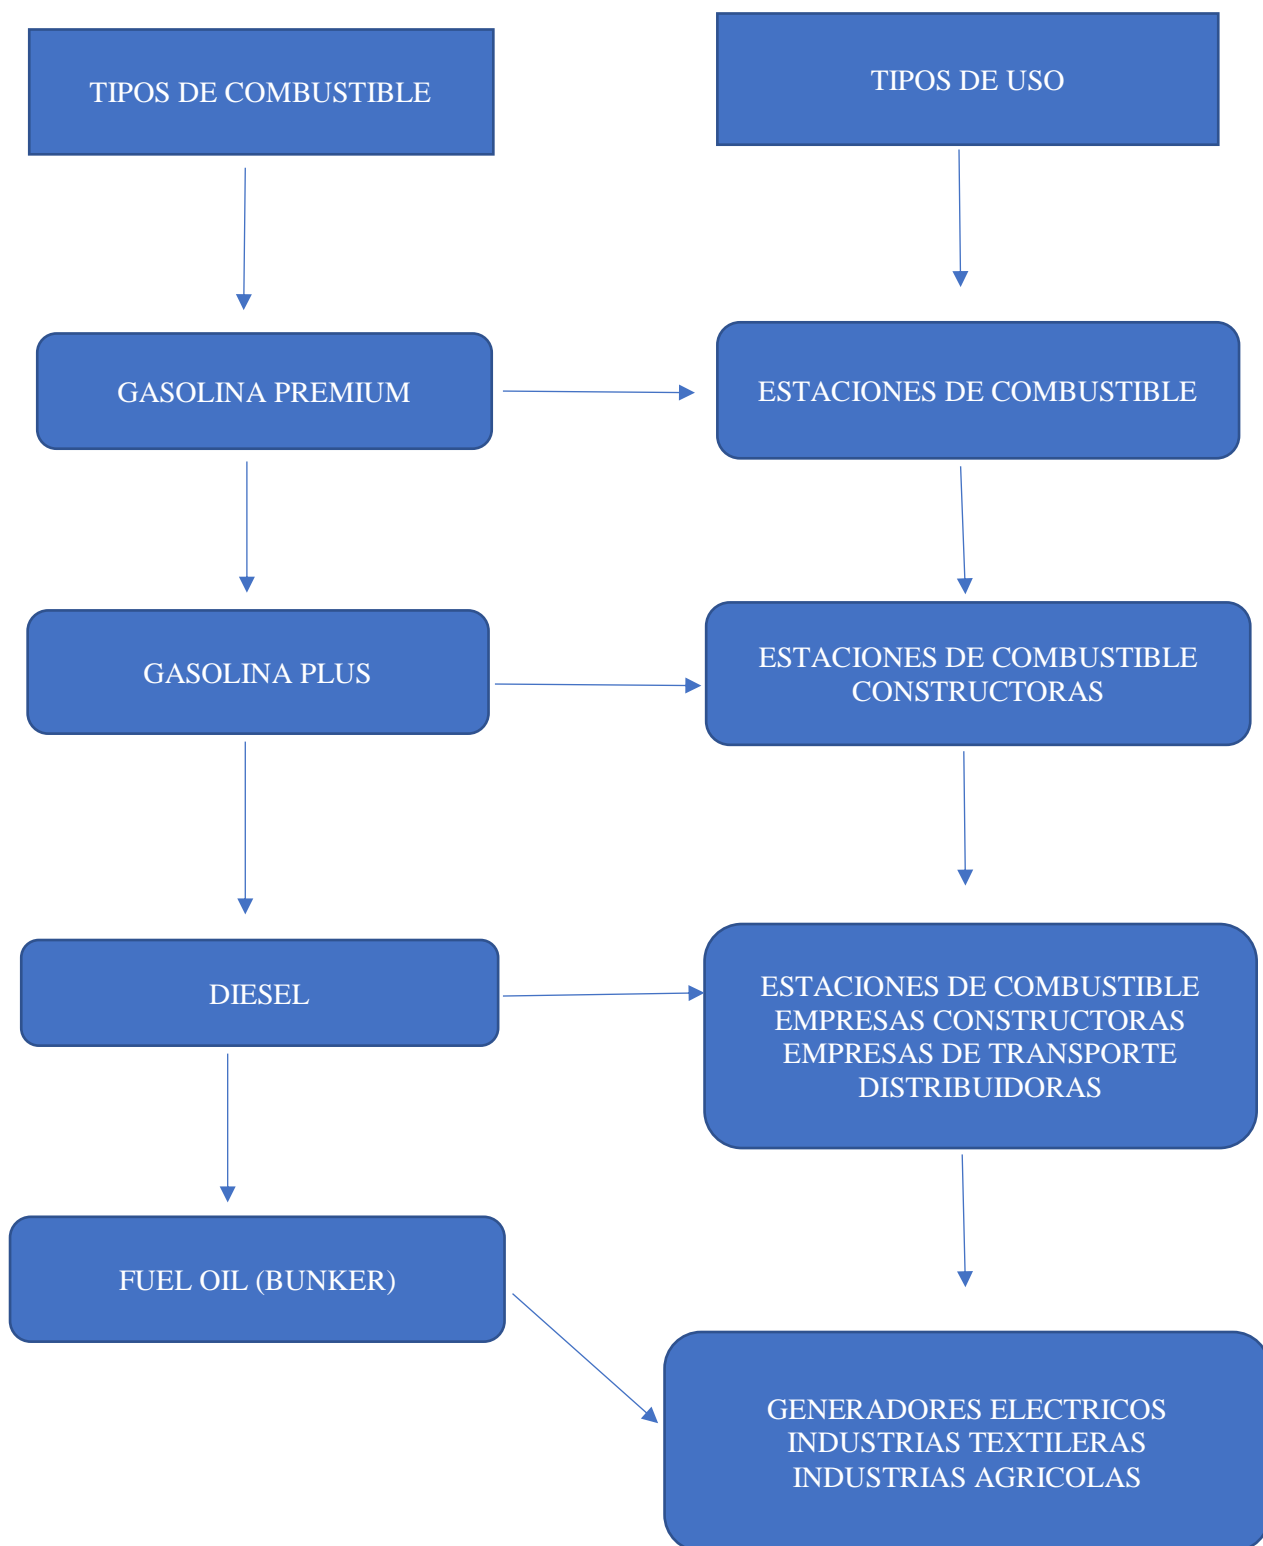 TIPOS DE COMBUSTIBLE
TIPOS DE USO
GASOLINA PREMIUM
ESTACIONES DE COMBUSTIBLE
GASOLINA PLUS
ESTACIONES DE COMBUSTIBLE
CONSTRUCTORAS
DIESEL
ESTACIONES DE COMBUSTIBLE
EMPRESAS CONSTRUCTORAS
EMPRESAS DE TRANSPORTE
DISTRIBUIDORAS
FUEL OIL (BUNKER)
GENERADORES ELECTRICOS
INDUSTRIAS TEXTILERAS
INDUSTRIAS AGRICOLAS